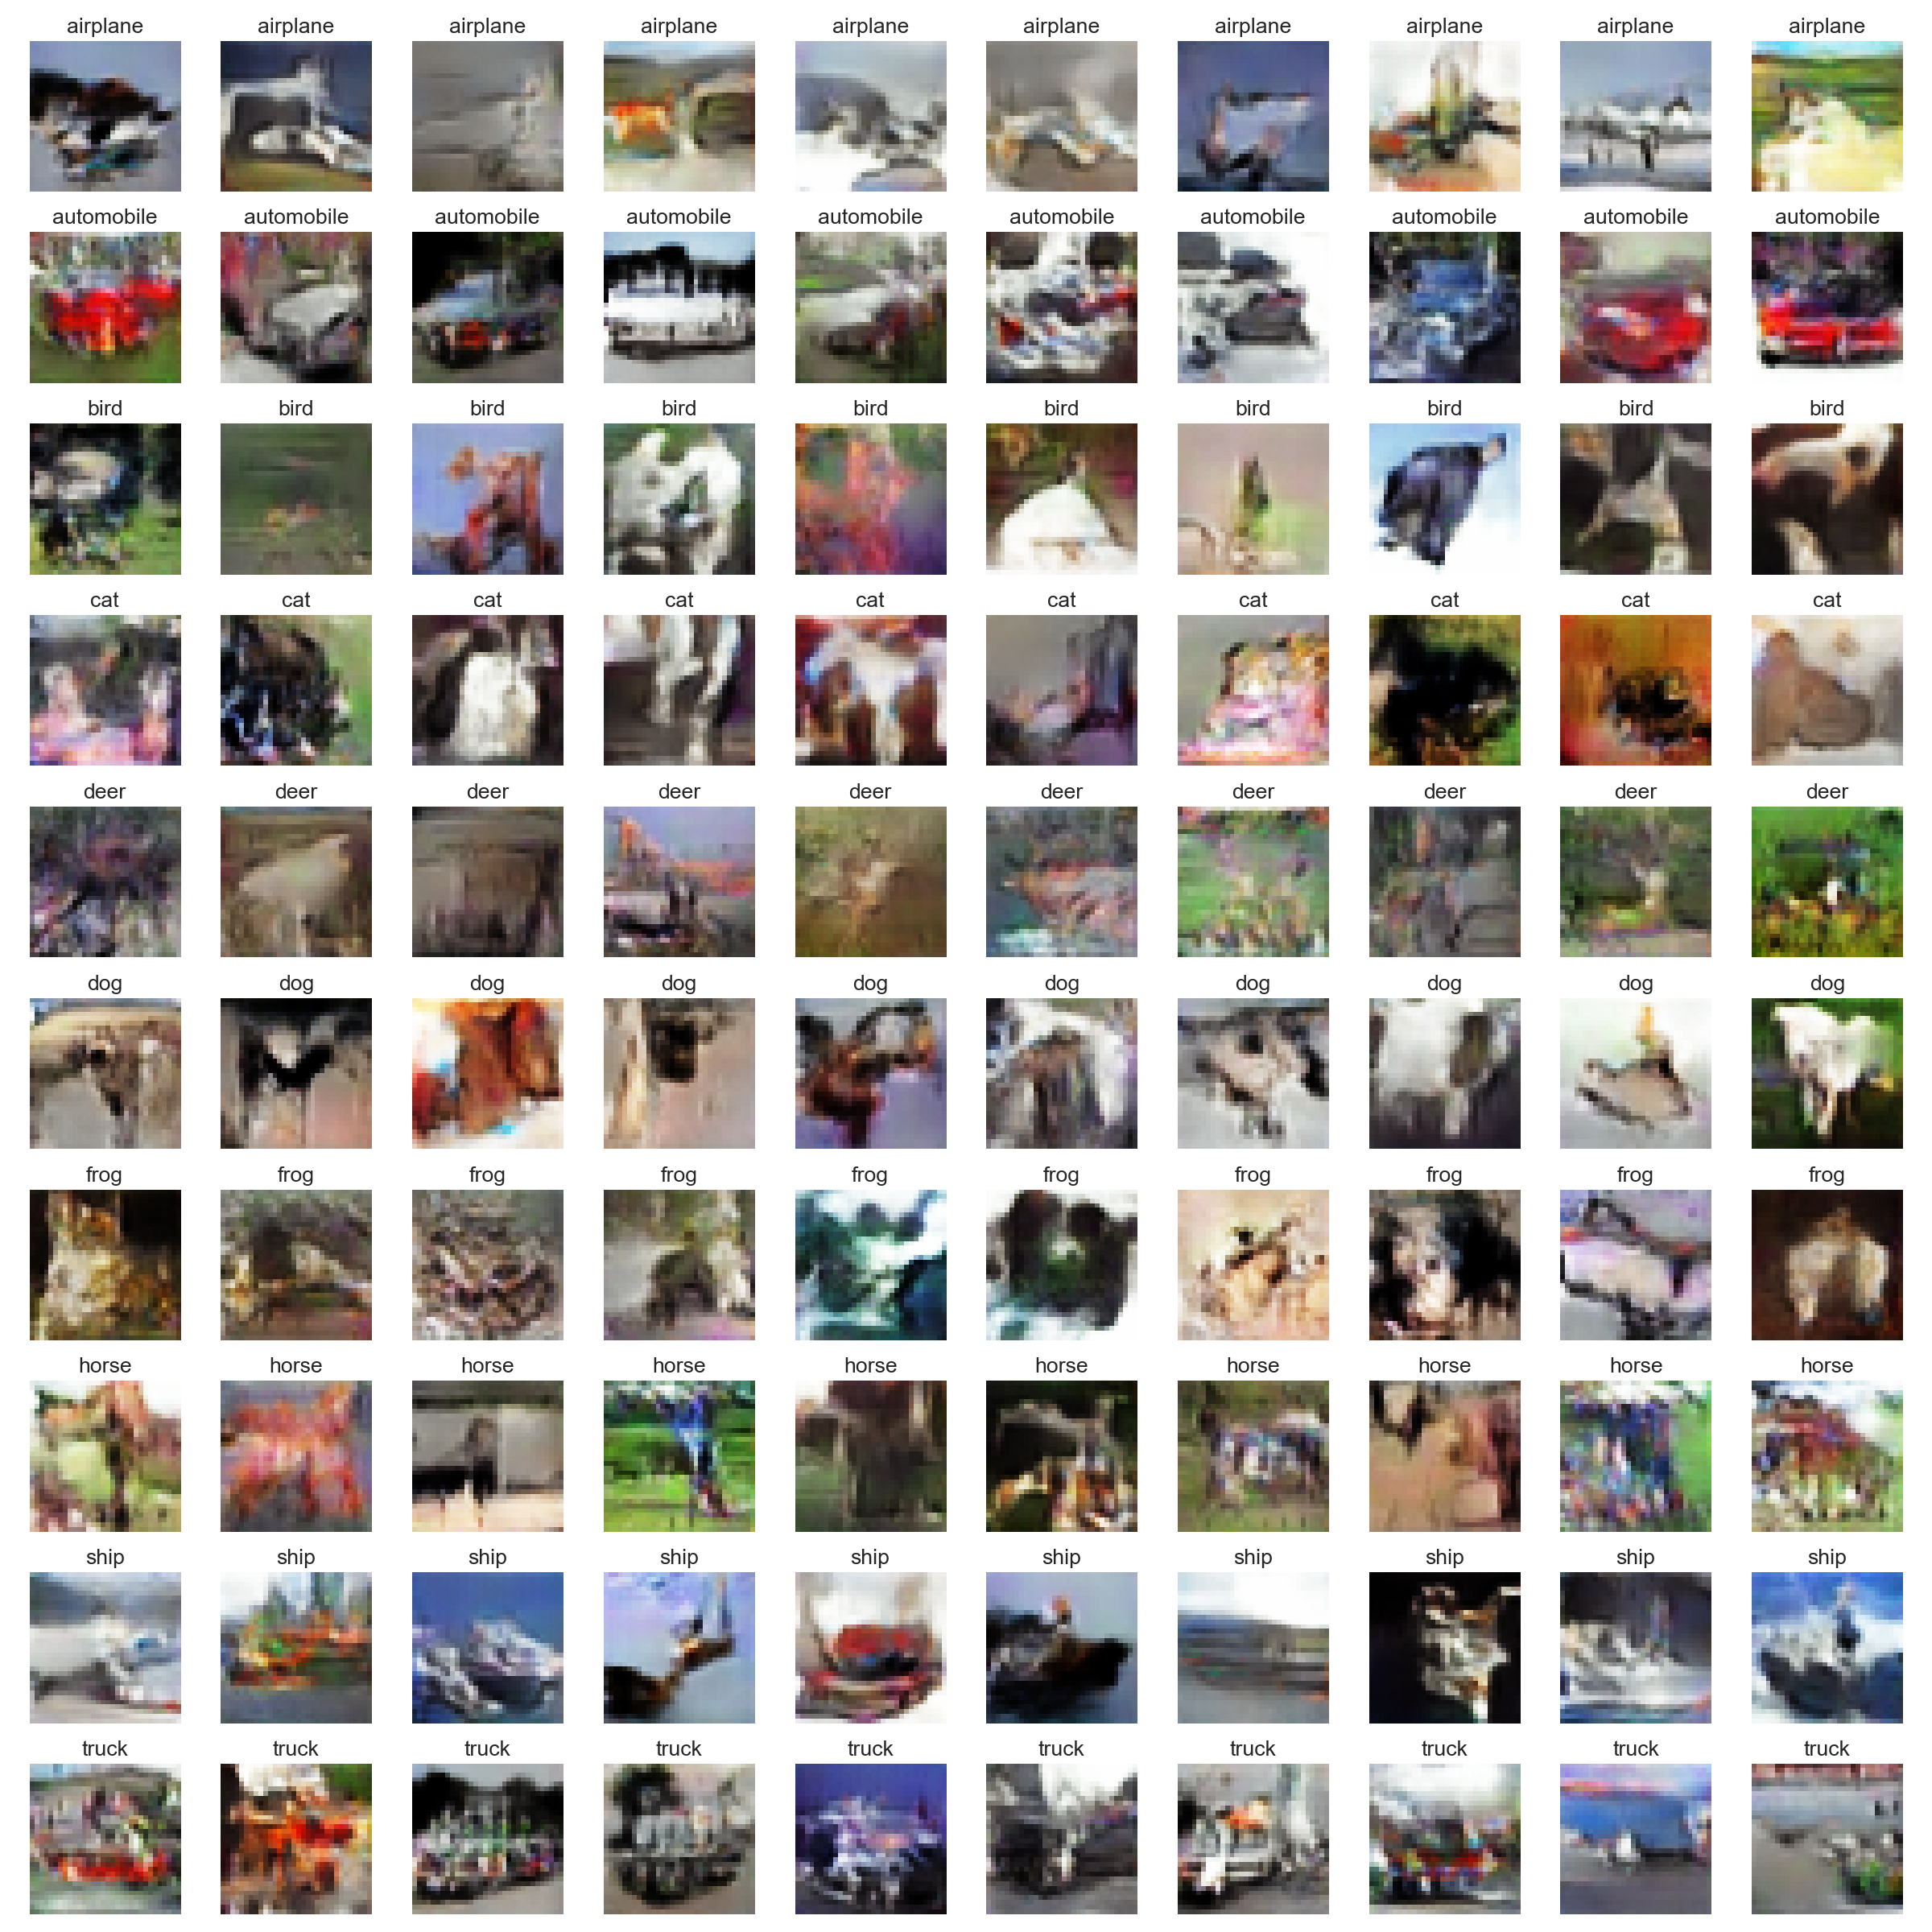 airplane airplane airplane airplane airplane airplane airplane airplane airplane airplane
automobile automobile automobile automobile automobile automobile automobile automobile automobile automobile
bird bird bird bird bird bird bird bird bird bird
cat cat cat cat cat cat cat cat cat cat
deer deer deer deer deer deer deer deer deer deer
dog dog dog dog dog dog dog dog dog dog
frog frog frog frog frog frog frog frog frog frog
horse horse horse horse horse horse horse horse horse horse
ship ship ship ship ship ship ship ship ship ship
truck truck truck truck truck truck truck truck truck truck